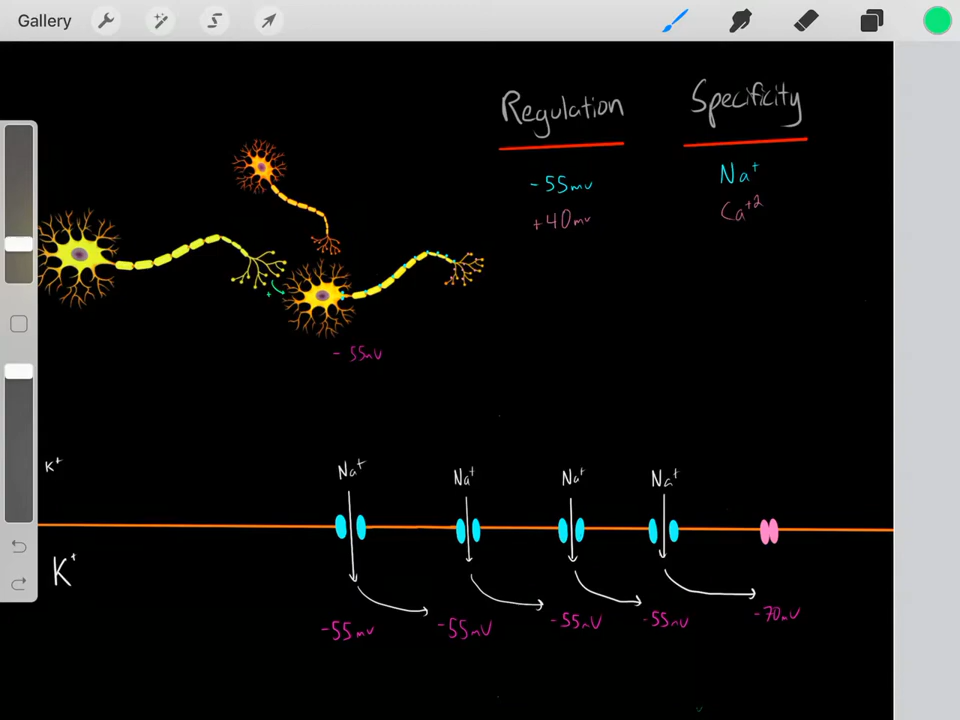 Gallery
Regulation
Specificity
-55mv
Na+
+40mv
Ca+2
-55mV
K+
Na+
Na+
Na+
Na+
K+
-55mv
-55mV
-55mV
-55mV
-70mV